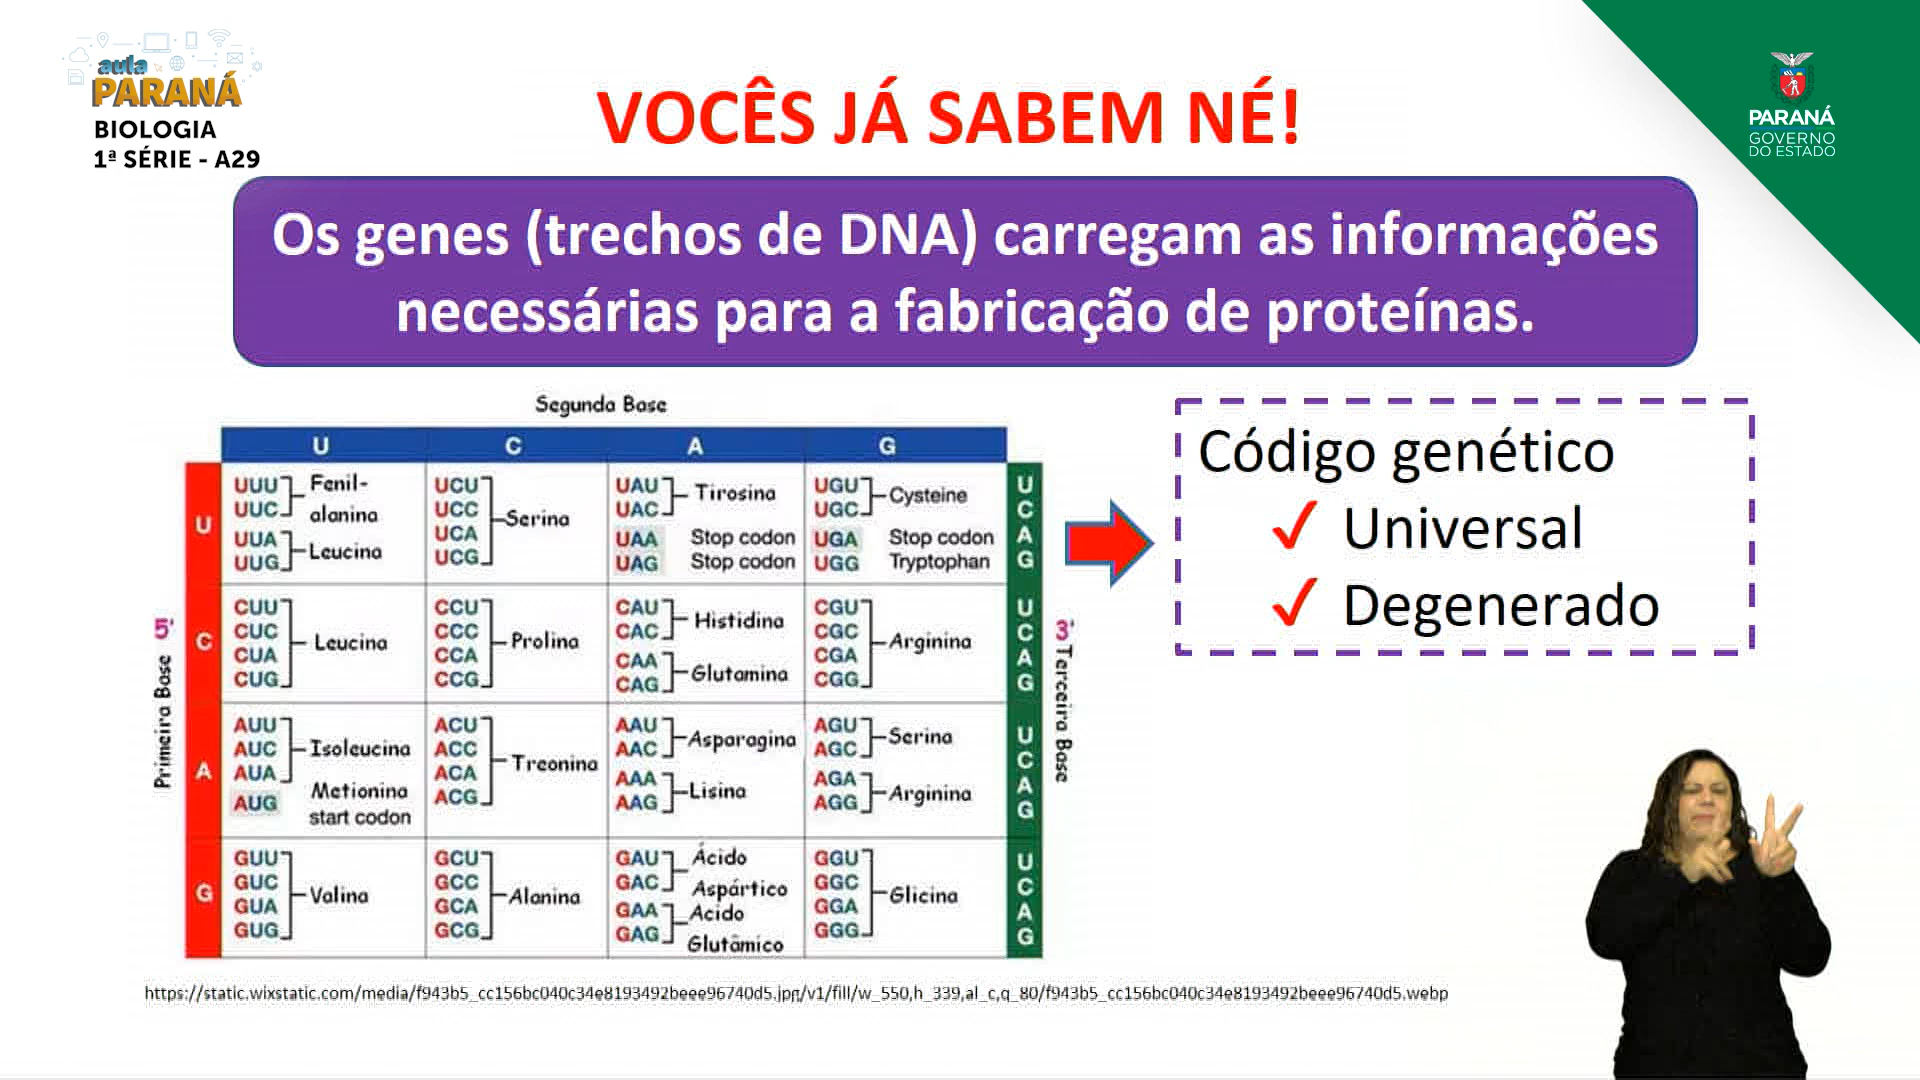 aula
PARANÁ
BIOLOGIA
1ª SÉRIE - A29
VOCÊS JÁ SABEM NÉ!
PARANÁ
GOVERNO
DO ESTADO
Os genes (trechos de DNA) carregam as informações
necessárias para a fabricação de proteínas.
Segunda Base
U C A G
5'
Primeira Base
U
UUU
UUC
Fenil-
alanina
UUA
UUG
Leucina
UCU
UCC
UCA
UCG
Serina
UAU
UAC
Tirosina
UAA Stop codon
UAG Stop codon
UGU
UGC
Cysteine
UGA Stop codon
UGG Tryptophan
U
C
A
G
C
CUU
CUC
CUA
CUG
Leucina
CCU
CCC
CCA
CCG
Prolina
CAU
CAC
Histidina
CAA
CAG
Glutamina
CGU
CGC
CGA
CGG
Arginina
U
C
A
G
A
AUU
AUC
AUA
Isoleucina
AUG
Metionina
start codon
ACU
ACC
ACA
ACG
Treonina
AAU
AAC
Asparagina
AAA
AAG
Lisina
AGU
AGC
Serina
AGA
AGG
Arginina
U
C
A
G
G
GUU
GUC
GUA
GUG
Valina
GCU
GCC
GCA
GCG
Alanina
GAU
GAC
Ácido
Aspártico
GAA
GAG
Acido
Glutâmico
GGU
GGC
GGA
GGG
Glicina
U
C
A
G
3'
Terceira Base
Código genético
✓ Universal
✓ Degenerado
https://static.wixstatic.com/media/f943b5_cc156bc040c34e8193492beee96740d5.jpg/v1/fill/w_550,h_339,al_c,q_80/f943b5_cc156bc040c34e8193492beee96740d5.webp